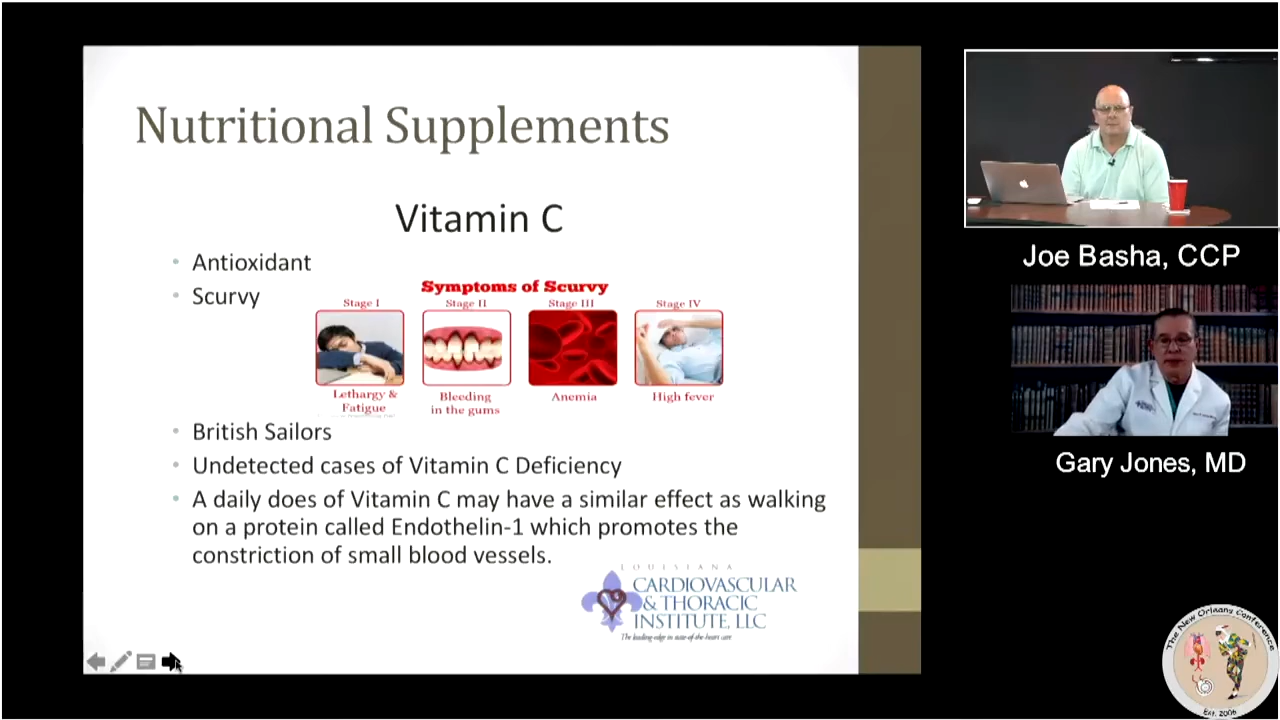 Nutritional Supplements
Vitamin C
Antioxidant
Scurvy
Symptoms of Scurvy
Stage I
Stage II
Stage III
Stage IV
Lethargy &
Fatigue
Bleeding
in the gums
Anemia
High fever
British Sailors
Undetected cases of Vitamin C Deficiency
A daily does of Vitamin C may have a similar effect as walking
on a protein called Endothelin-1 which promotes the
constriction of small blood vessels.
LOUISIANA
CARDIOVASCULAR
& THORACIC
INSTITUTE, LLC
The leading edge in state-of-the-heart care
Joe Basha, CCP
Gary Jones, MD
The New Orleans Conference
Est. 2006